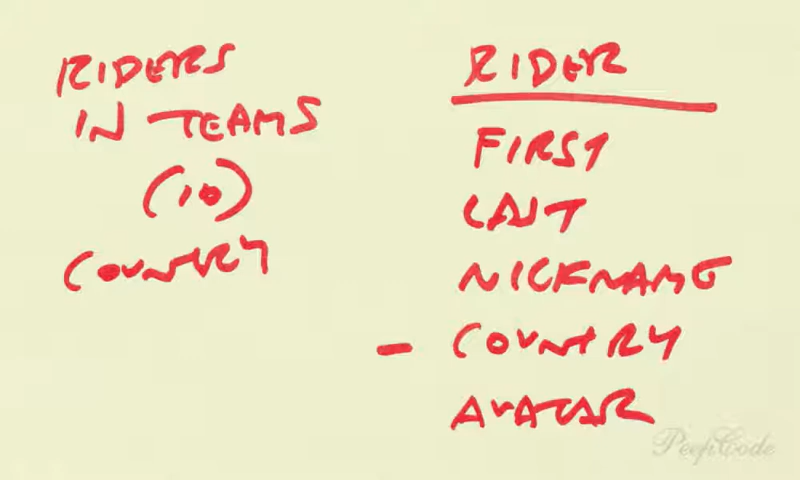 RIDERS
IN TEAMS
(10)
COUNTRY
RIDER
FIRST
LAST
NICKNAME
- COUNTRY
AVATAR
PeepCode